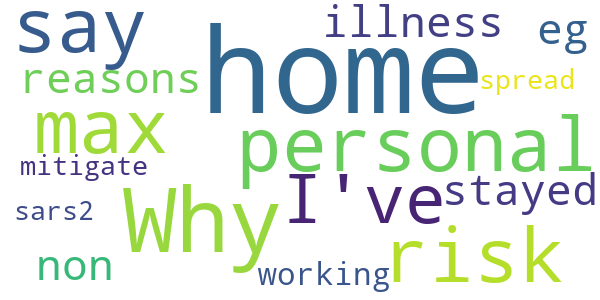 say
home
illness
eg
reasons
spread
max
personal
mitigate
Why
I've
stayed
sars2
risk
non
working